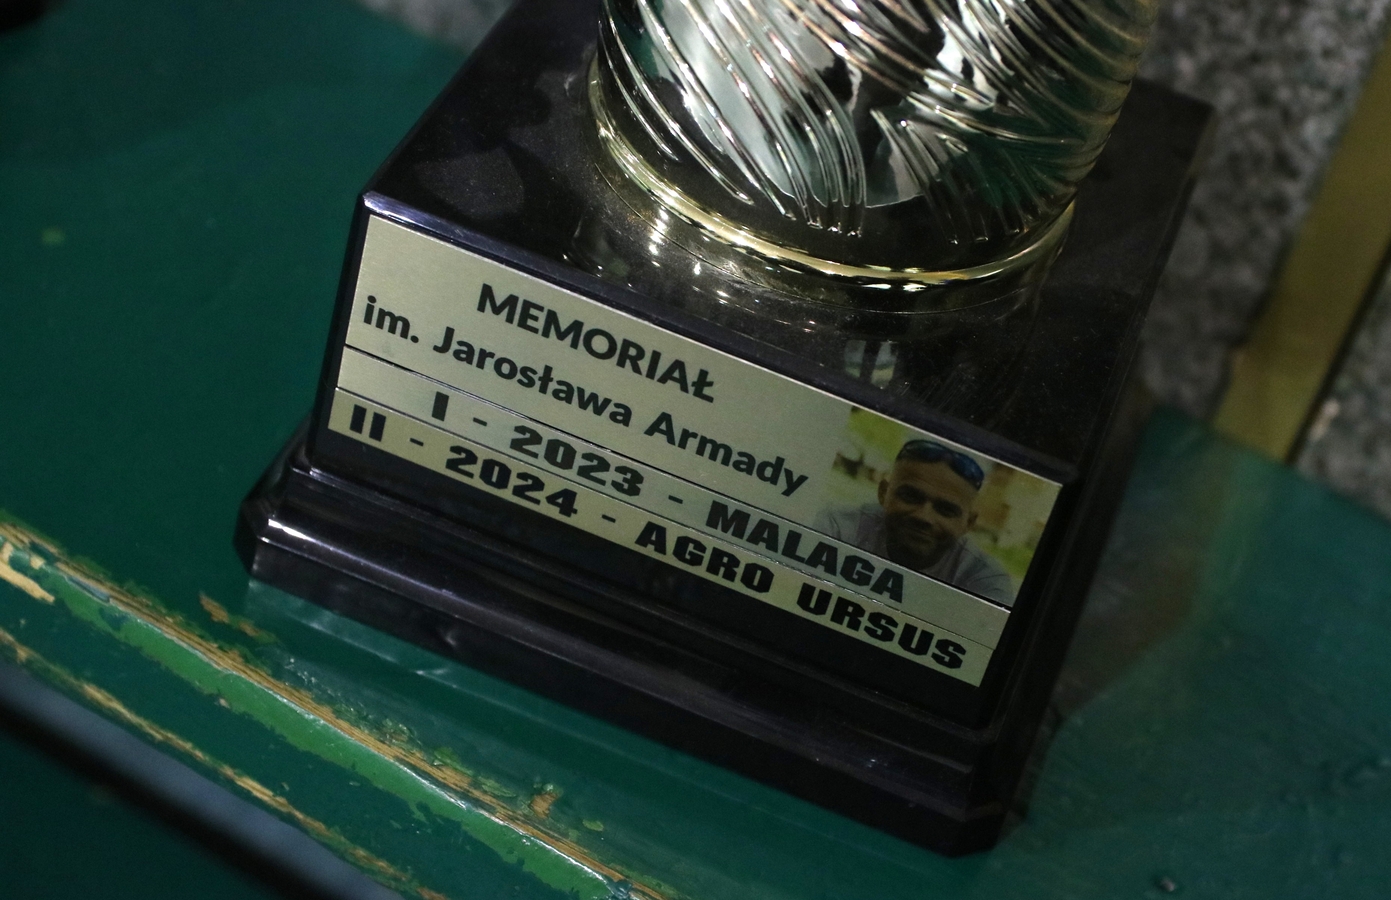 MEMORIAŁ
im. Jarosława Armady
I - 2023 - MALAGA
II - 2024 - AGRO URSUS